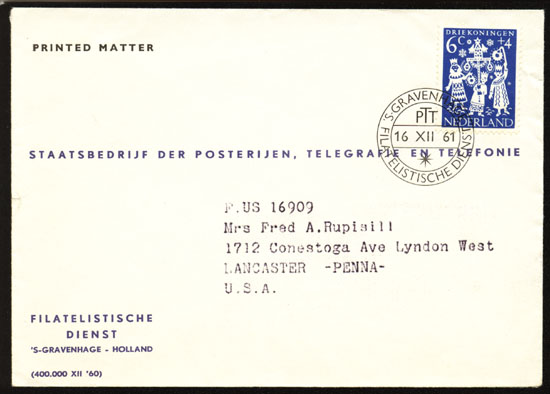 PRINTED MATTER
DRIEKONINGEN
6c +4
NEDERLAND
'S-GRAVENHAGE
PTT
16 XII 61
FILATELISTISCHE DIENST
STAATSBEDRIJF DER POSTERIJEN, TELEGRAFIE EN TELEFONIE
F.US 16909
Mrs Fred A.Rupisill
1712 Conestoga Ave Lyndon West
LANCASTER -PENNA-
U.S.A.
FILATELISTISCHE
DIENST
'S-GRAVENHAGE - HOLLAND
(400.000 XII '60)